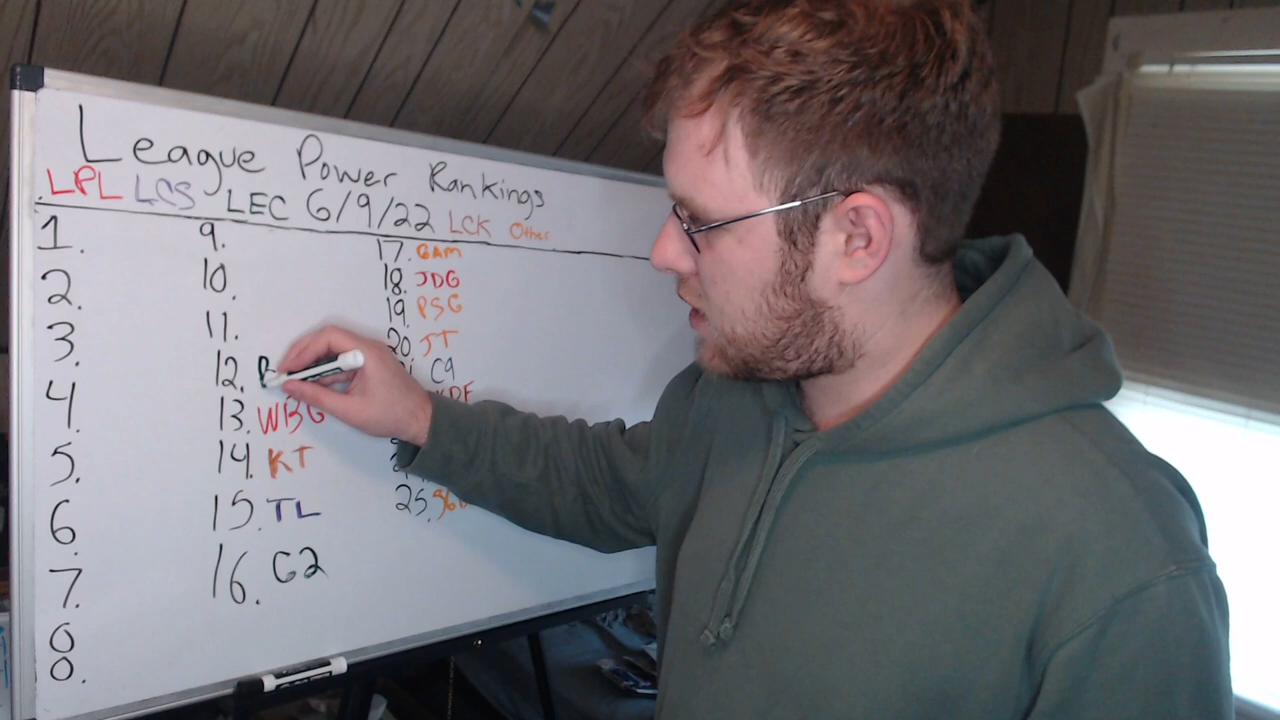 League Power Rankings
LPL LCS LEC 6/9/22 LCK Other
1.
2.
3.
4.
5.
6.
7.
8.
9.
10.
11.
12.
13. WBG
14. KT
15. TL
16. G2
17. GAM
18. JDG
19. PSG
20. JT
C9
KDF
25.